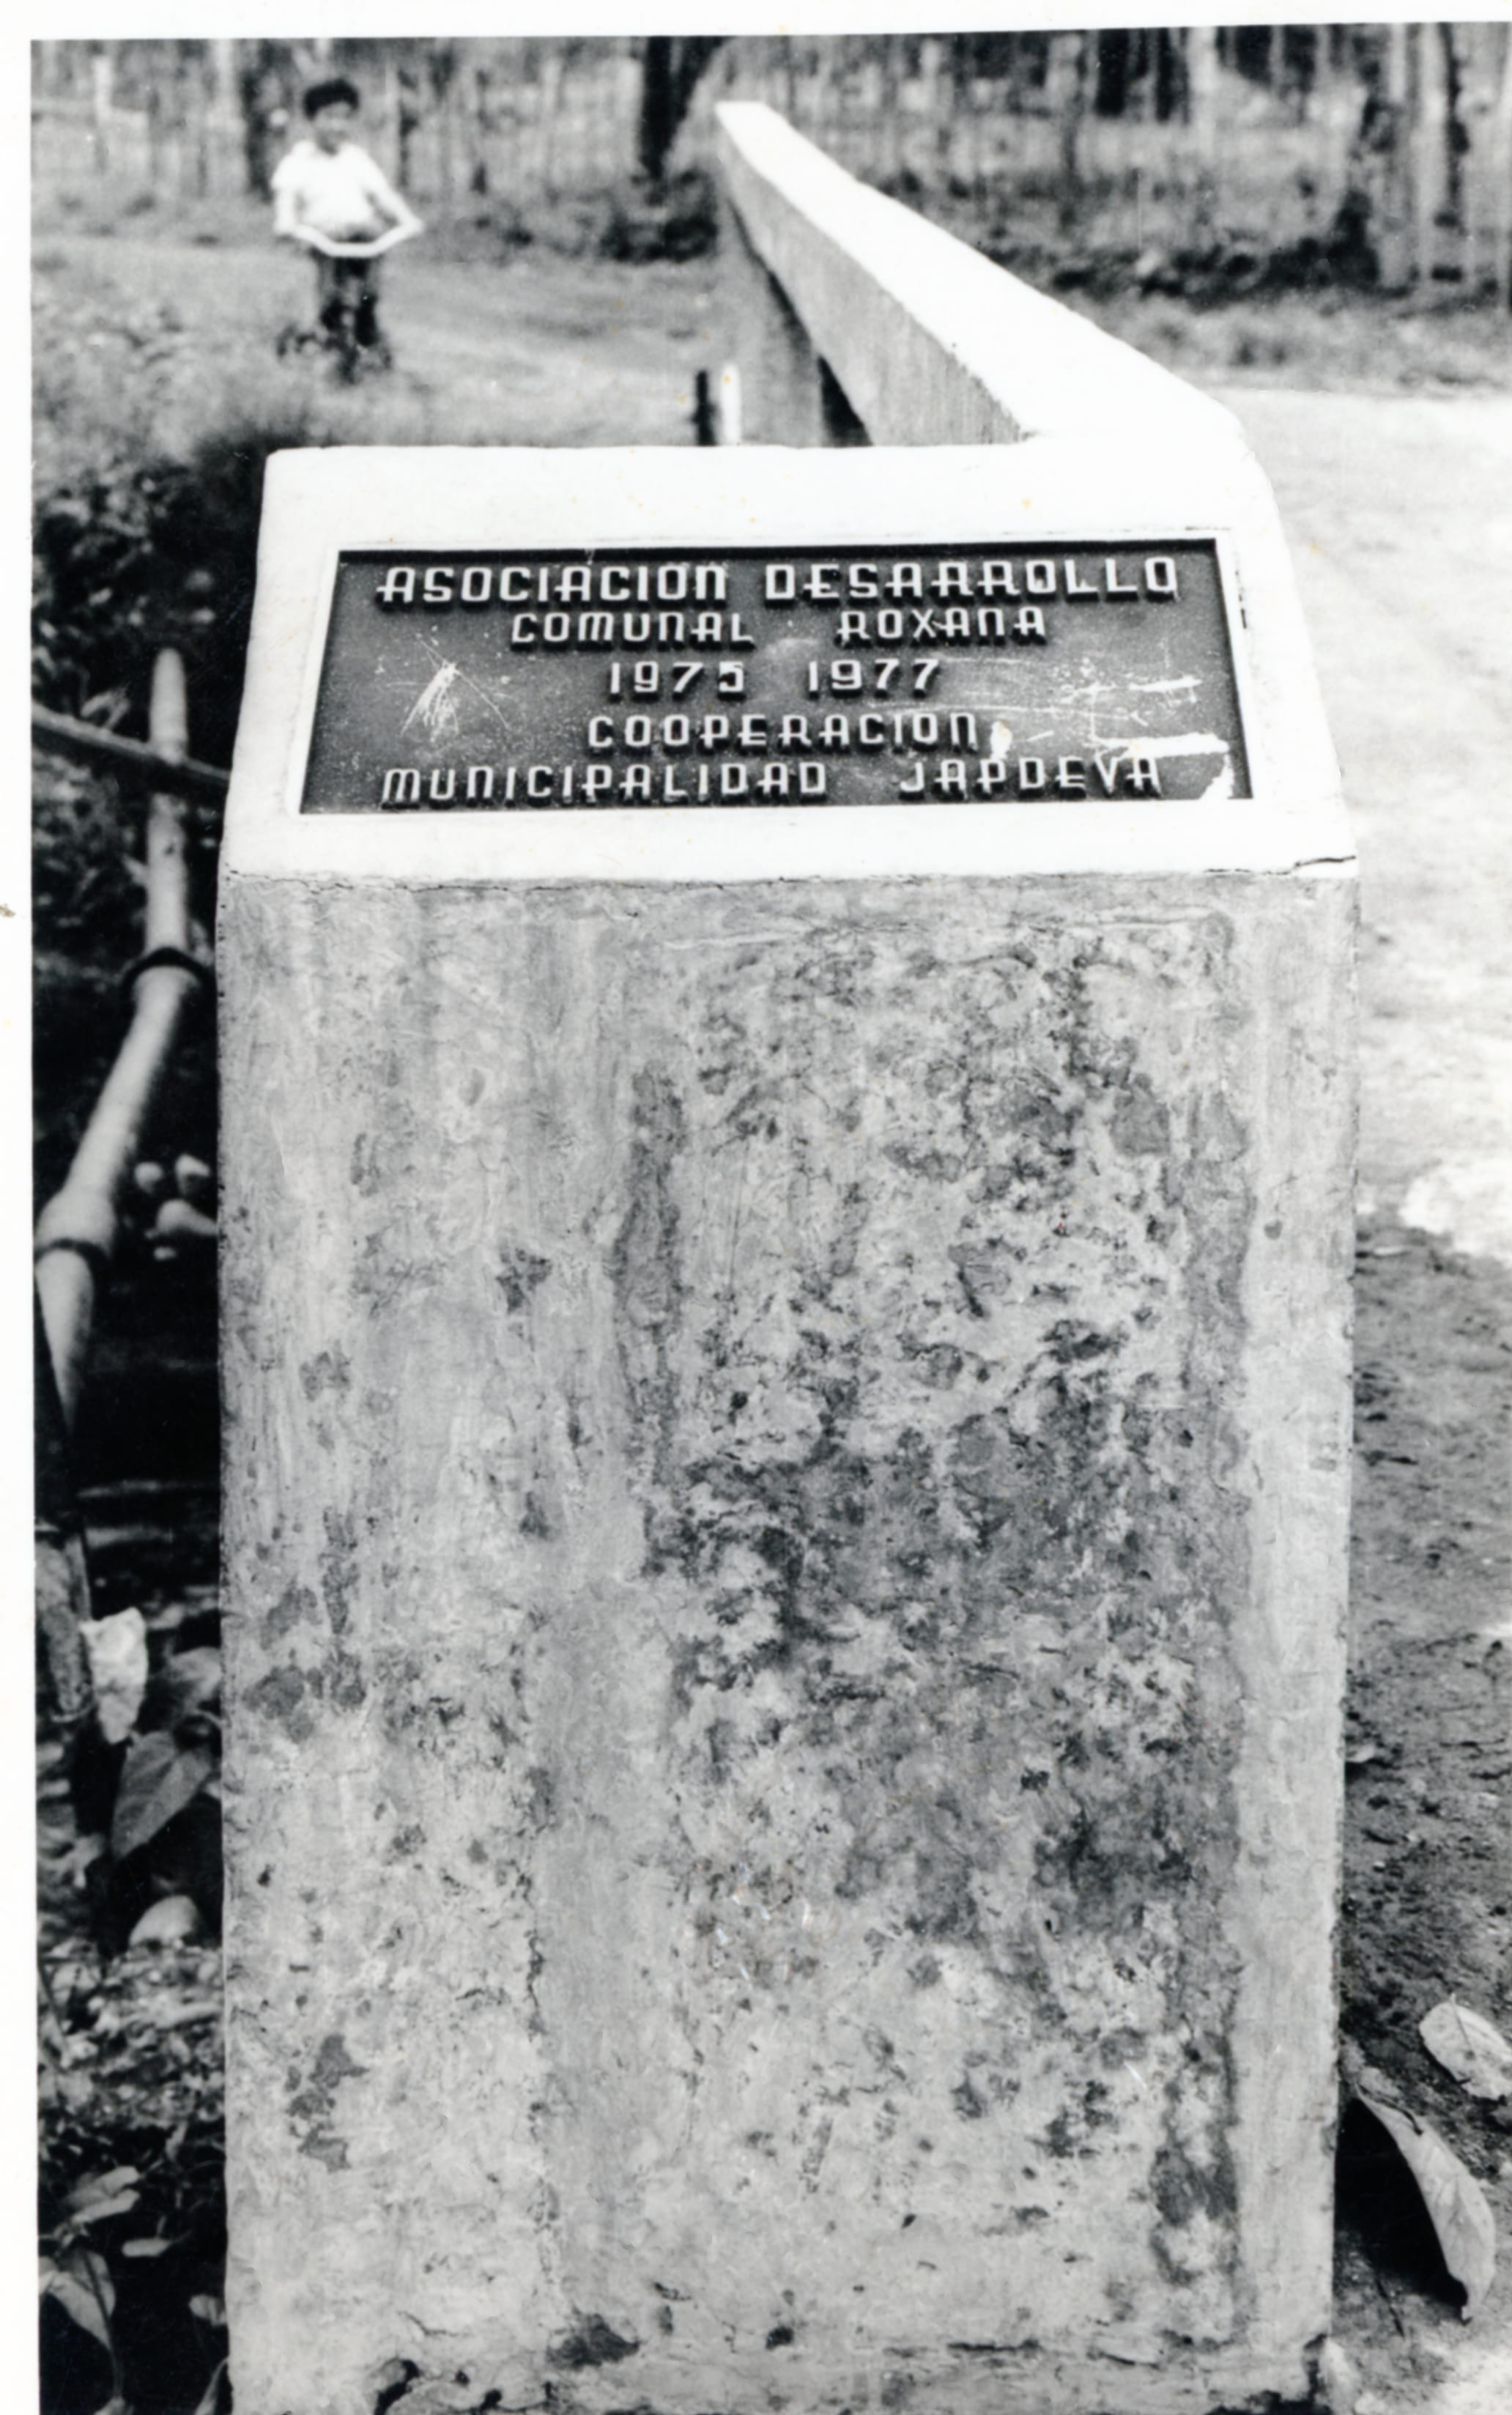 ASOCIACION DESARROLLO
COMUNAL ROXANA
1975 1977
COOPERACION
MUNICIPALIDAD JAPDEVA